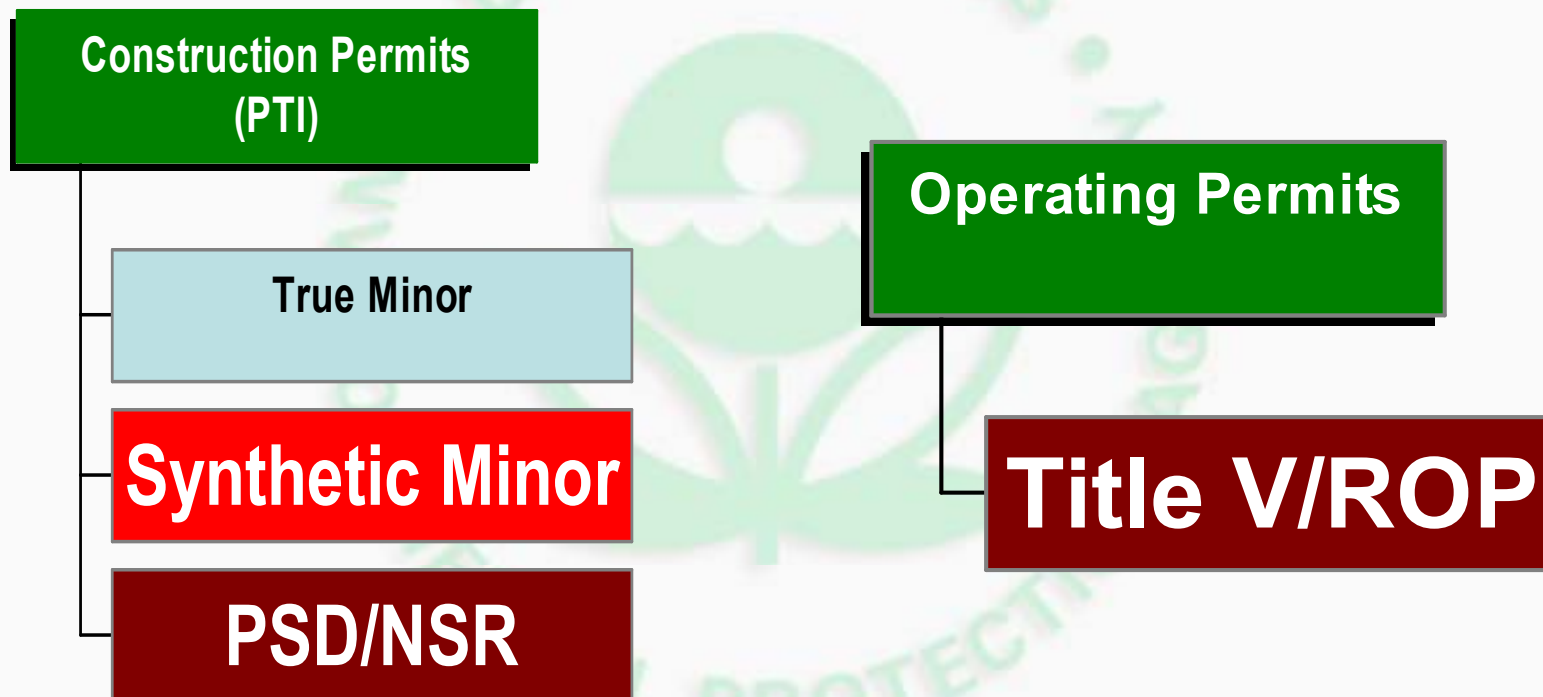 Construction Permits
(PTI)
True Minor
Synthetic Minor
PSD/NSR
Operating Permits
Title V/ROP